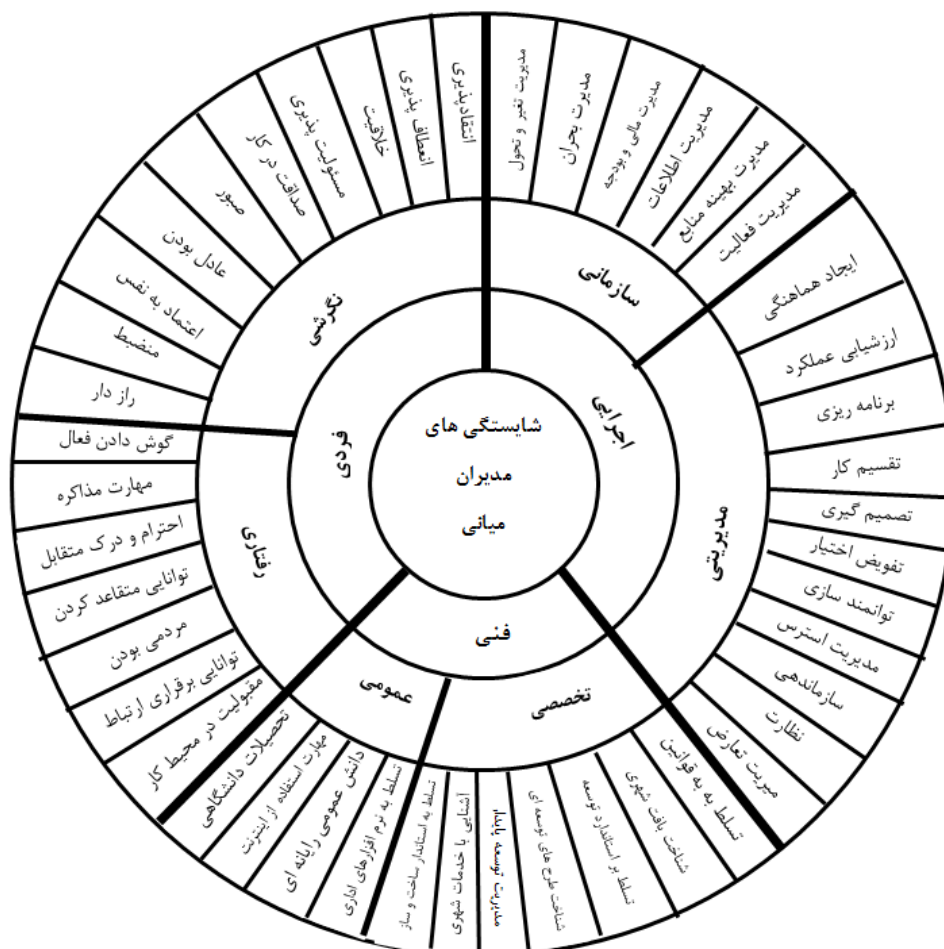 شایستگی های
مدیران
میانی
اجرایی
فنی
فردی
سازمانی
مدیریتی
تخصصی
عمومی
رفتاری
نگرشی
مدیریت تغیر و تحول
مدیرت بحران
مدیریت مالی و بودجه
مدیریت اطلاعات
مدیرت بهینه منابع
مدیریت فعالیت
ایجاد هماهنگی
ارزشیابی عملکرد
برنامه ریزی
تقسیم کار
تصمیم گیری
تفویض اختیار
توانمند سازی
مدیریت استرس
سازماندهی
نظارت
میریت تعارض
تسلط به به قوانین
شناخت بافت شهری
تسلط بر استاندارد توسعه
شناخت طرح های توسعه ای
مدیریت توسعه پایدار
آشنایی با خدمات شهری
تسلط به استاندار ساخت و ساز
تسلط به نرم افزارهای اداری
دانش عمومی رایانه ای
مهارت استفاده از اینترنت
تحصیلات دانشگاهی
مقبولیت در محیط کار
توانایی برقراری ارتباط
مردمی بودن
توانایی متقاعد کردن
احترام و درک متقابل
مهارت مذاکره
گوش دادن فعال
راز دار
منضبط
اعتماد به نفس
عادل بودن
صبور
صداقت در کار
مسئولیت پذیری
خلاقیت
انعطاف پذیری
انتقادپذیری